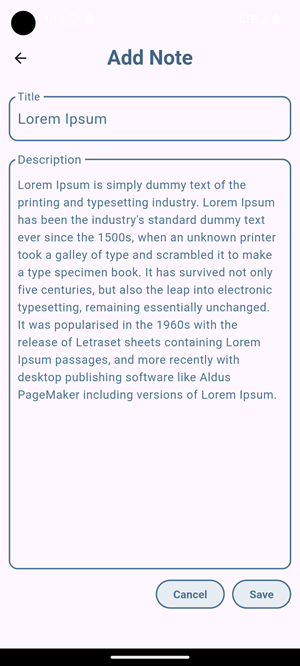 Add Note
Title
Lorem Ipsum
Description
Lorem Ipsum is simply dummy text of the
printing and typesetting industry. Lorem Ipsum
has been the industry's standard dummy text
ever since the 1500s, when an unknown printer
took a galley of type and scrambled it to make
a type specimen book. It has survived not only
five centuries, but also the leap into electronic
typesetting, remaining essentially unchanged.
It was popularised in the 1960s with the
release of Letraset sheets containing Lorem
Ipsum passages, and more recently with
desktop publishing software like Aldus
PageMaker including versions of Lorem Ipsum.
Cancel
Save